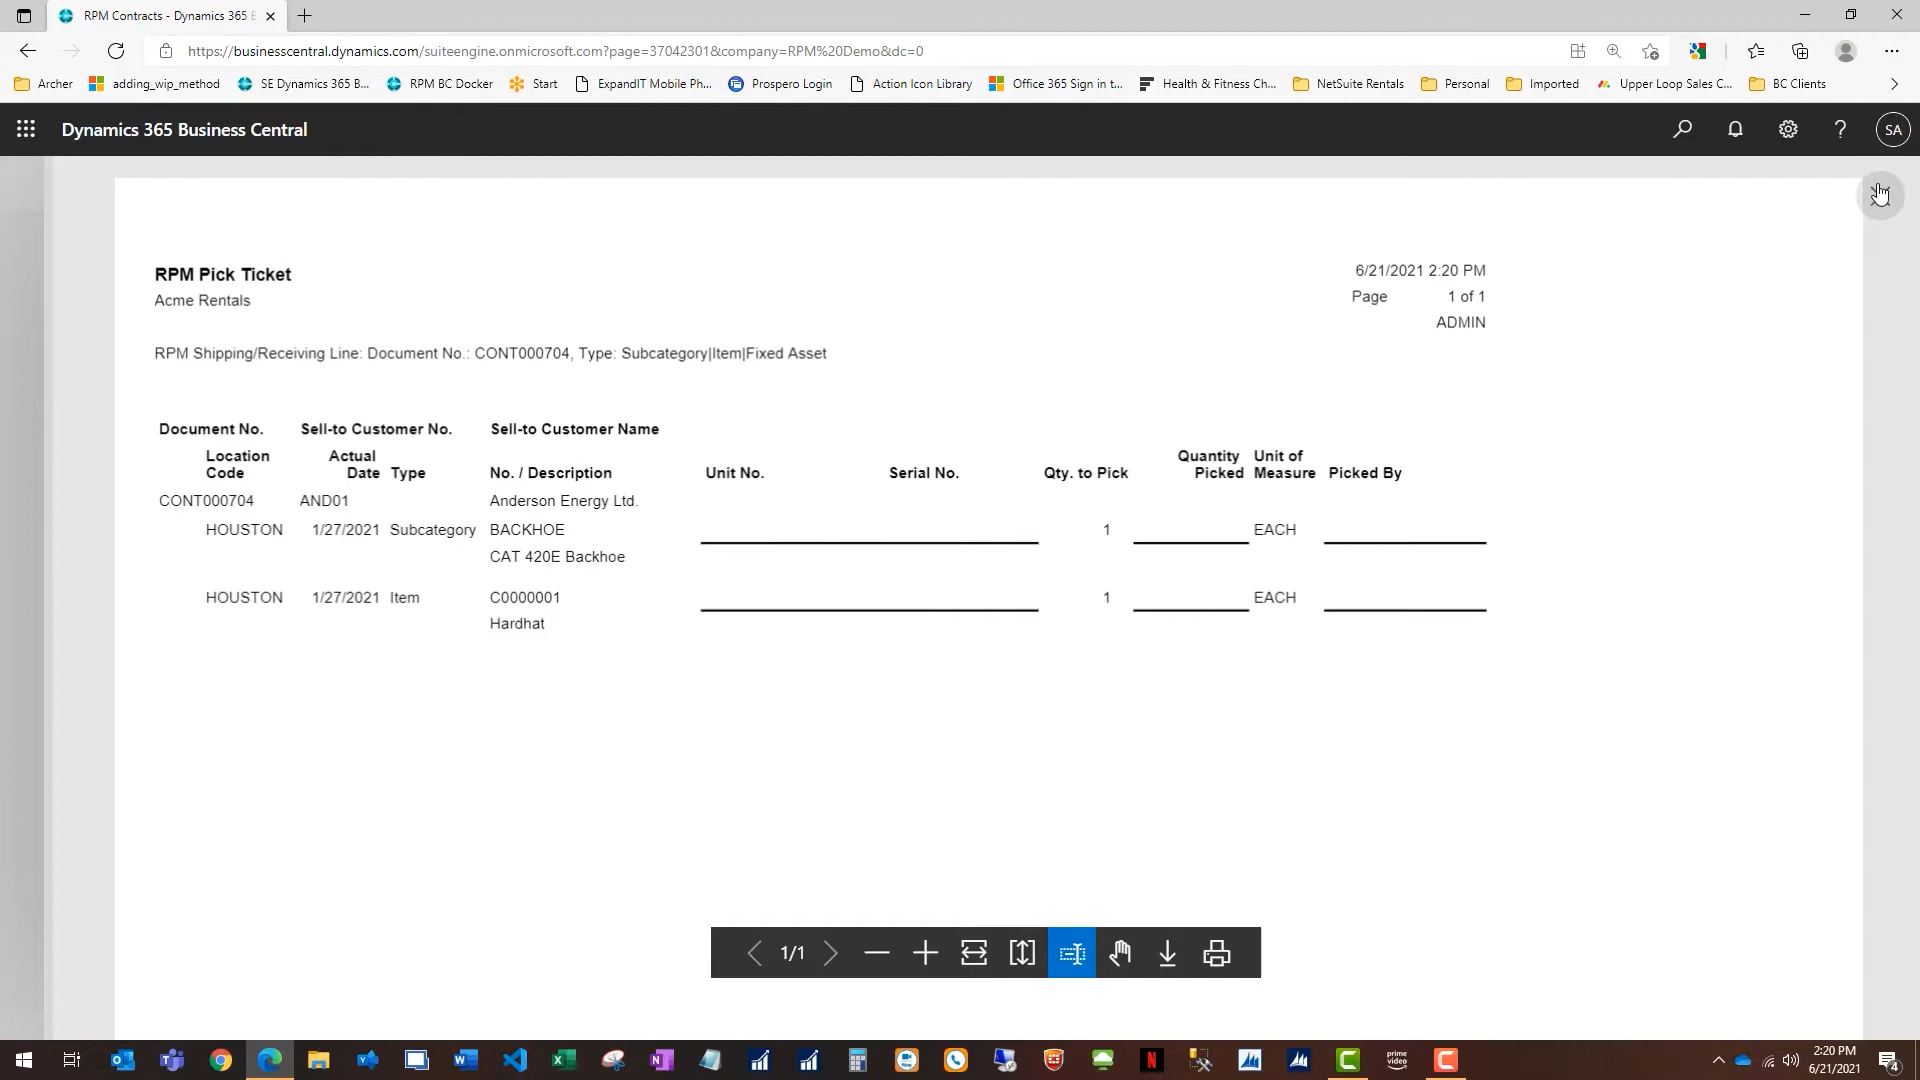 RPM Contracts - Dynamics 365 B
https://businesscentral.dynamics.com/suiteengine.onmicrosoft.com?page=37042301&company=RPM%20Demo&dc=0
Archer adding_wip_method SE Dynamics 365 B... RPM BC Docker Start ExpandIT Mobile Ph... Prospero Login Action Icon Library Office 365 Sign in t... Health & Fitness Ch... NetSuite Rentals Personal Imported Upper Loop Sales C... BC Clients
Dynamics 365 Business Central
? SA
RPM Pick Ticket 6/21/2021 2:20 PM
Acme Rentals Page 1 of 1
ADMIN
RPM Shipping/Receiving Line: Document No.: CONT000704, Type: Subcategory|Item|Fixed Asset
Document No. Sell-to Customer No. Sell-to Customer Name
Location Actual Quantity Unit of
Code Date Type No. / Description Unit No. Serial No. Qty. to Pick Picked Measure Picked By
CONT000704 AND01 Anderson Energy Ltd.
HOUSTON 1/27/2021 Subcategory BACKHOE 1 EACH
CAT 420E Backhoe
HOUSTON 1/27/2021 Item C0000001 1 EACH
Hardhat
1/1
prime video
2:20 PM
6/21/2021
4